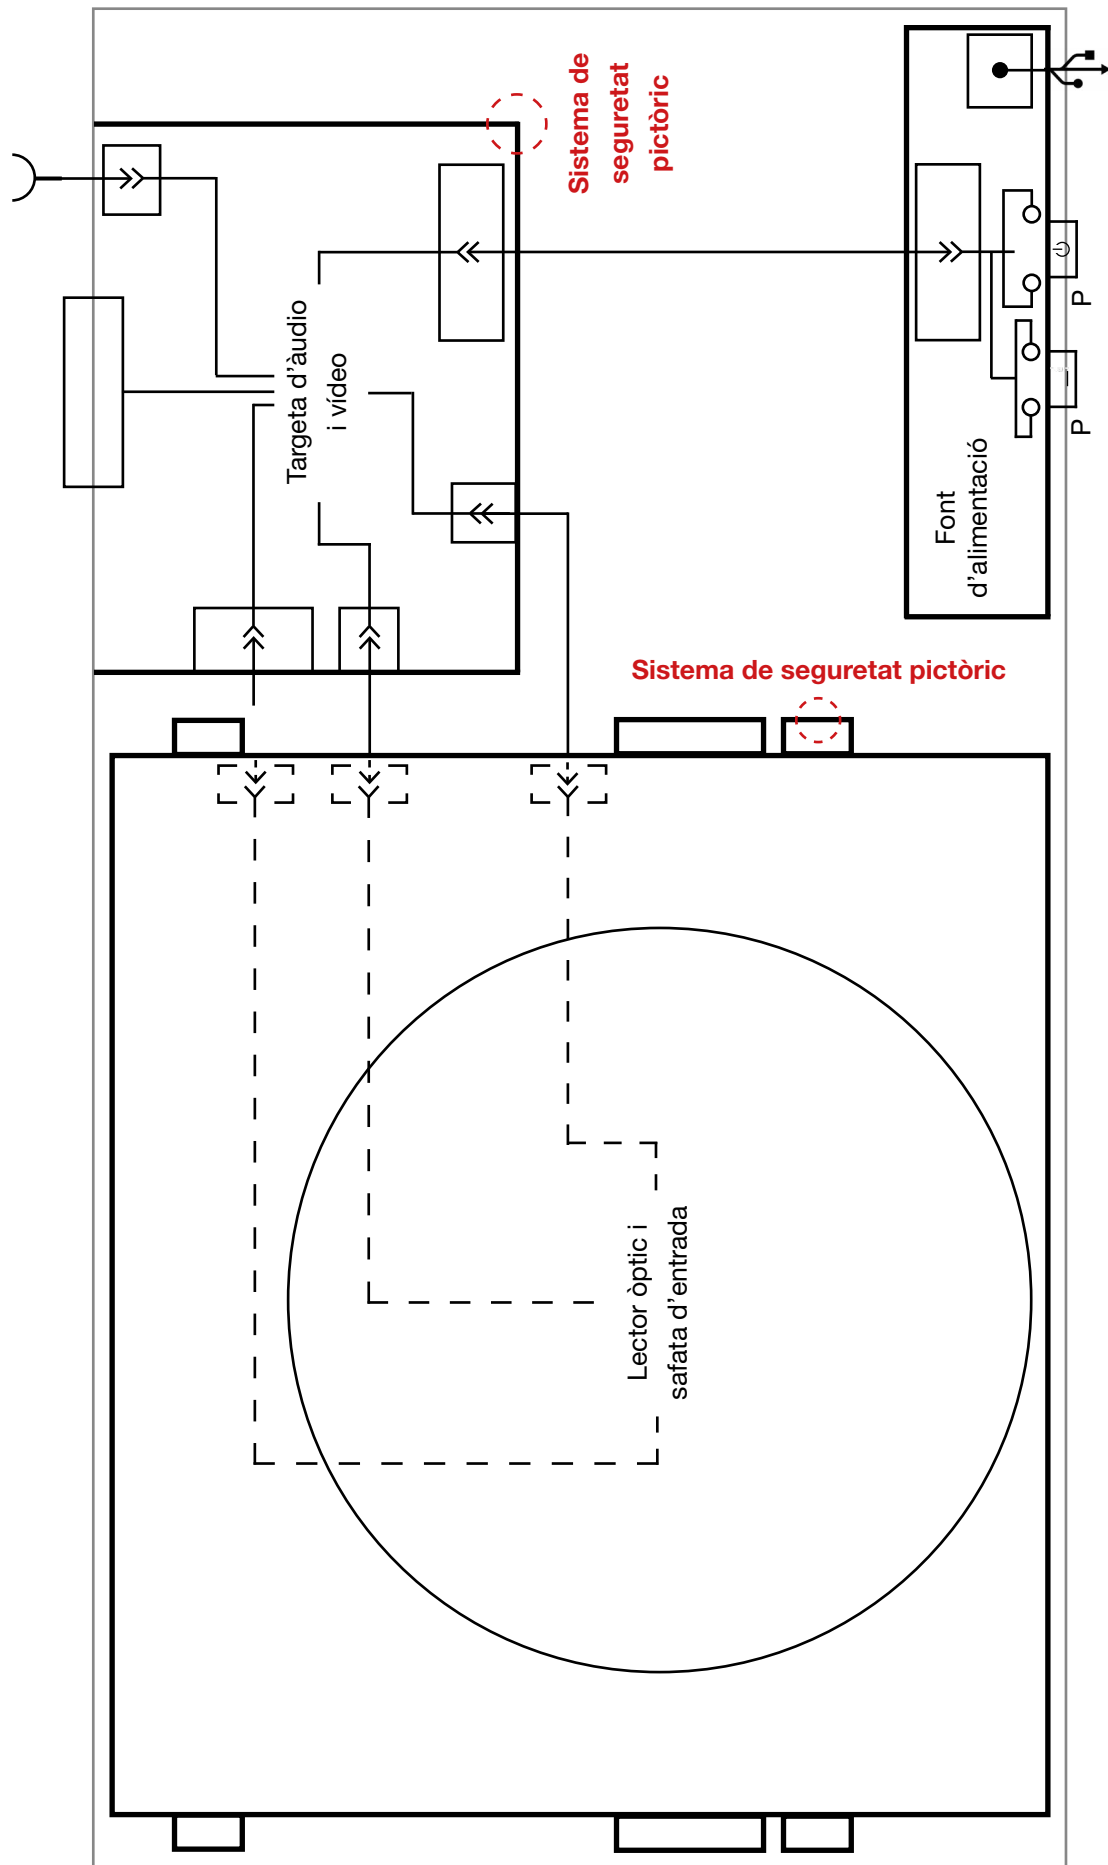 Sistema de
seguretat
pictòric
Targeta d'àudio
i vídeo
P
P
Font
d'alimentació
Sistema de seguretat pictòric
Lector òptic i
safata d'entrada